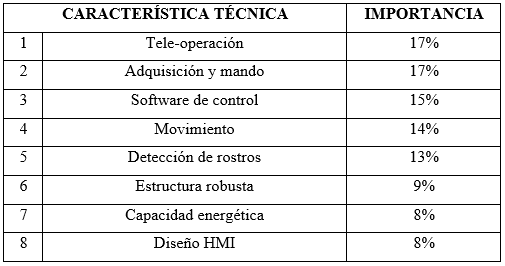 CARACTERÍSTICA TÉCNICA IMPORTANCIA
1 Tele-operación 17%
2 Adquisición y mando 17%
3 Software de control 15%
4 Movimiento 14%
5 Detección de rostros 13%
6 Estructura robusta 9%
7 Capacidad energética 8%
8 Diseño HMI 8%